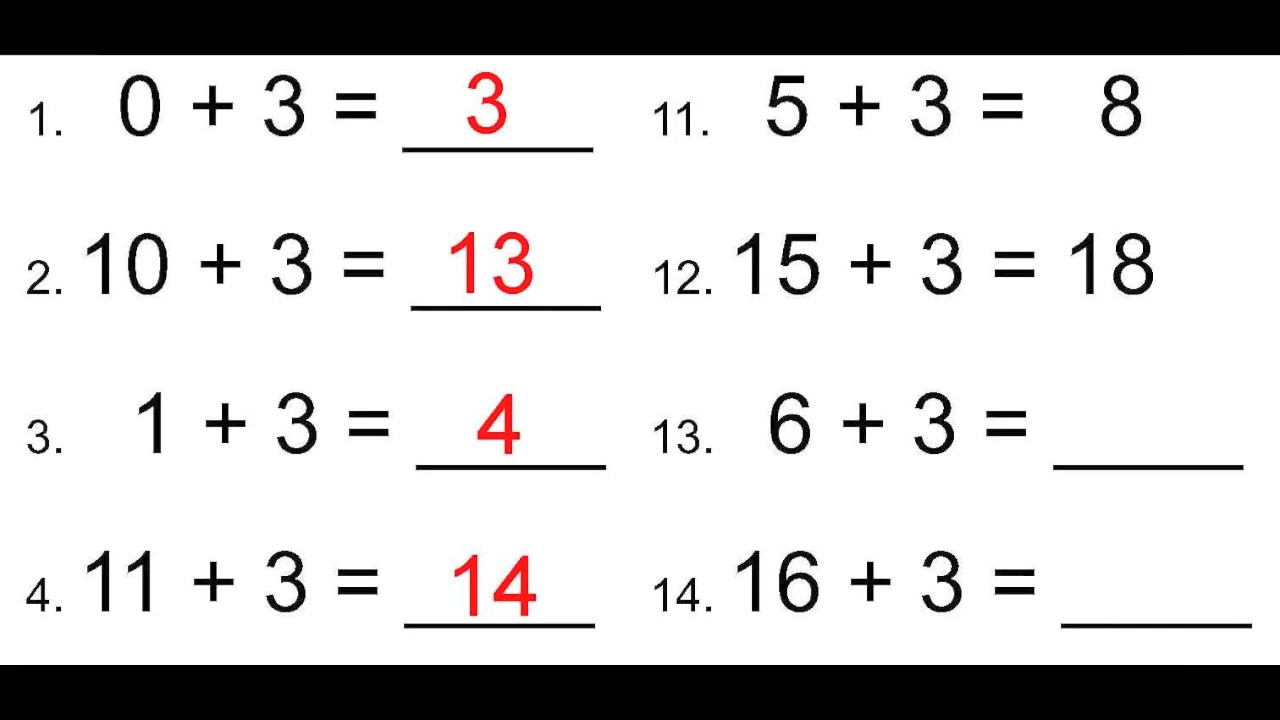 1. 0 + 3 = 3
2. 10 + 3 = 13
3. 1 + 3 = 4
4. 11 + 3 = 14
11. 5 + 3 = 8
12. 15 + 3 = 18
13. 6 + 3 =
14. 16 + 3 =